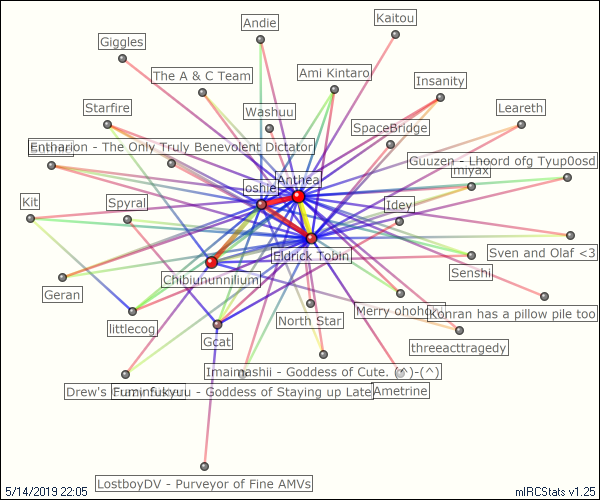 Andie
Kaitou
Giggles
The A & C Team
Ami Kintaro
Insanity
Starfire
Washuu
Leareth
SpaceBridge
Entharion - The Only Truly Benevolent Dictator
Guuzen - Lhoord ofg Tyup0osd
miyax
Anthea
oshie
Kit
Spyral
Idey
Eldrick Tobin
Sven and Olaf <3
Chibiununnilium
Senshi
Geran
Merry ohohoho
Konran has a pillow pile too
North Star
littlecog
Gcat
threeacttragedy
Imaimashii - Goddess of Cute. (^)-(^)
Drew's
Fuminfukyuu - Goddess of Staying up Late
Ametrine
LostboyDV - Purveyor of Fine AMVs
5/14/2019 22:05
mIRCStats v1.25